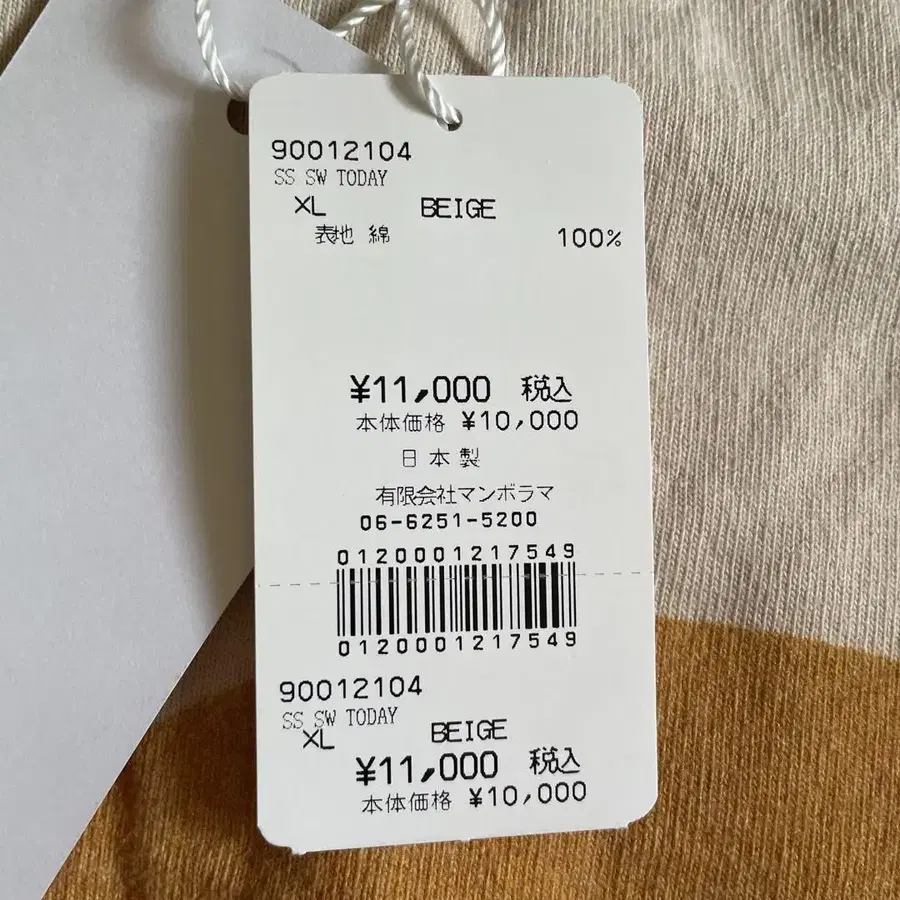 90012104
SS SW TODAY
XL BEIGE
表地 綿 100%
¥11,000 税込
本体価格 ¥10,000
日本製
有限会社マンボラマ
06-6251-5200
0120001217549
0120001217549
90012104
SS SW TODAY
XL BEIGE
¥11,000 税込
本体価格 ¥10,000